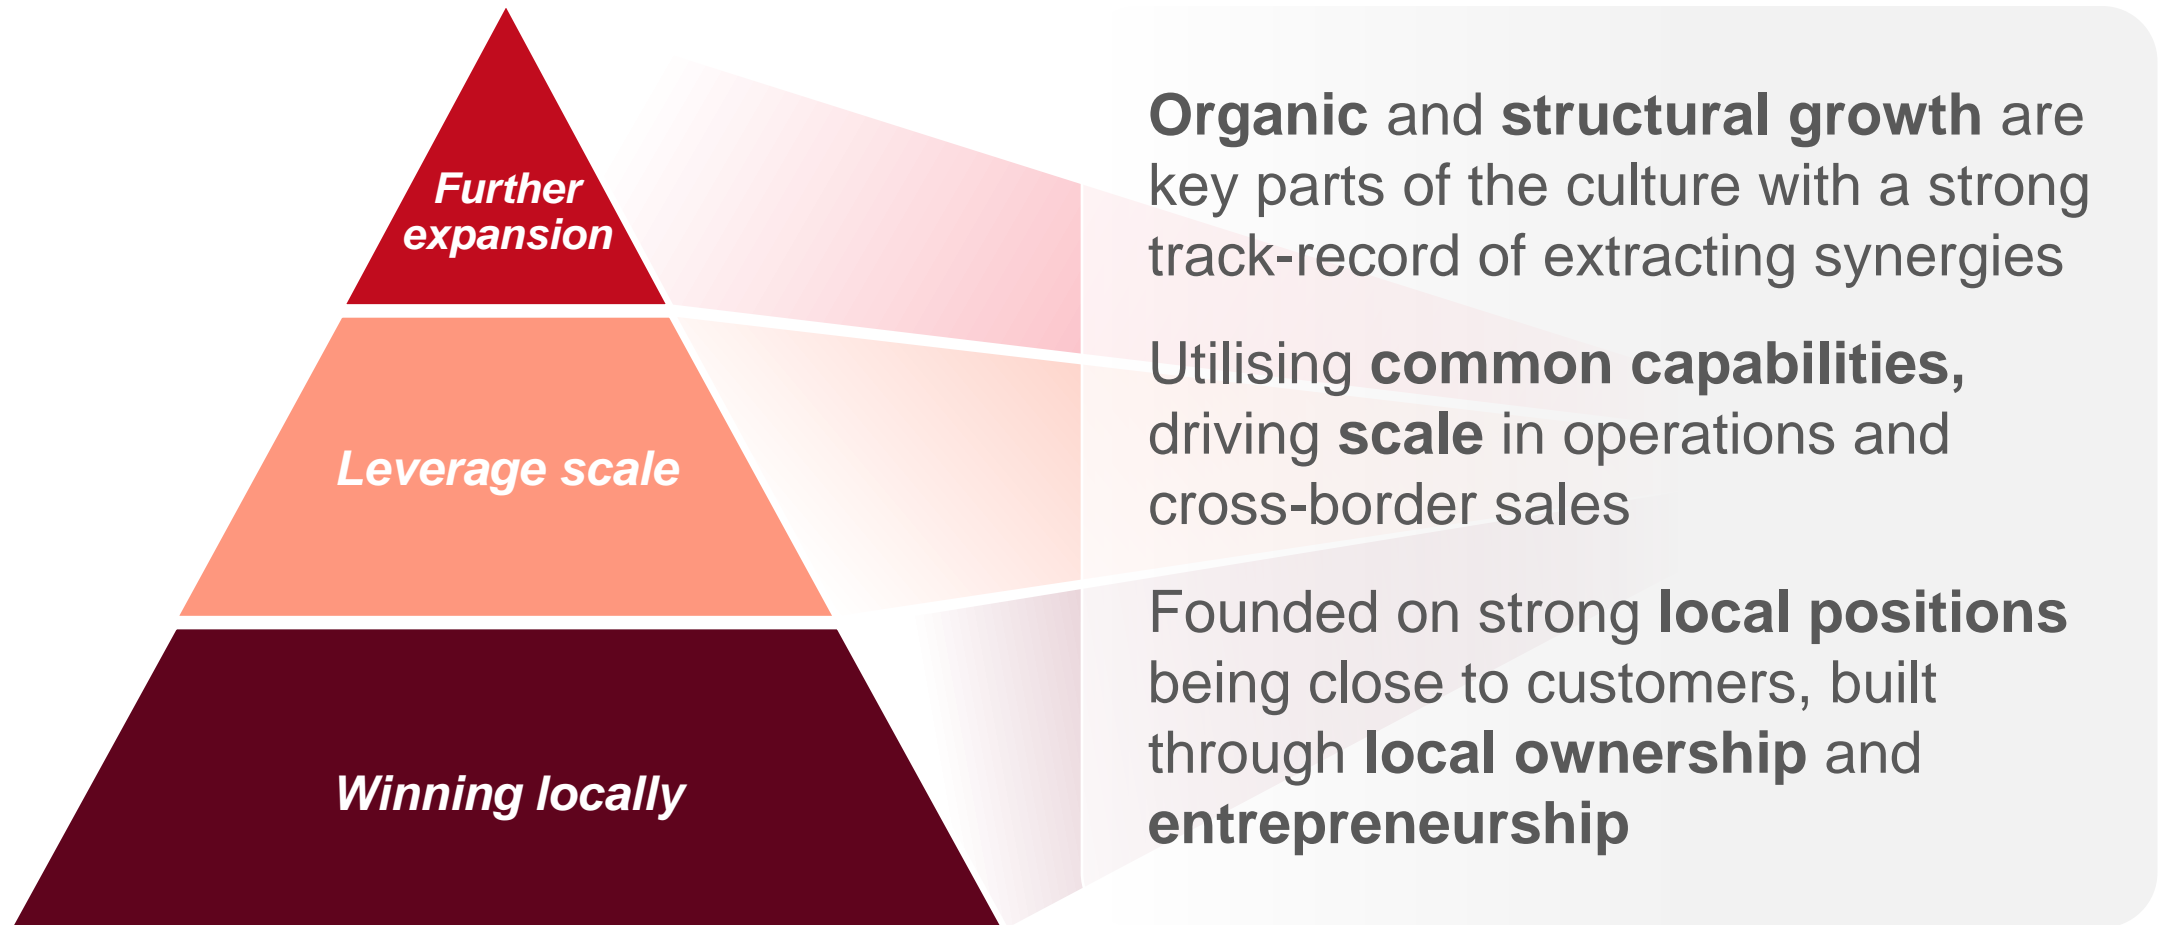 Further
expansion
Organic and structural growth are
key parts of the culture with a strong
track-record of extracting synergies
Leverage scale
Utilising common capabilities,
driving scale in operations and
cross-border sales
Winning locally
Founded on strong local positions
being close to customers, built
through local ownership and
entrepreneurship